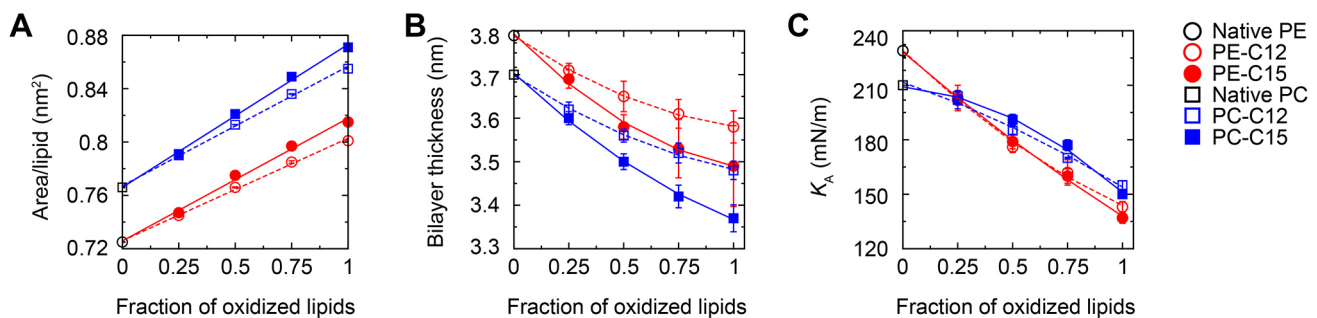 A
Area/lipid (nm2)
0.88
0.84
0.8
0.76
0.72
0 0.25 0.5 0.75 1
Fraction of oxidized lipids
B
Bilayer thickness (nm)
3.8
3.7
3.6
3.5
3.4
3.3
0 0.25 0.5 0.75 1
Fraction of oxidized lipids
C
KA (mN/m)
240
210
180
150
120
0 0.25 0.5 0.75 1
Fraction of oxidized lipids
Native PE
PE-C12
PE-C15
Native PC
PC-C12
PC-C15